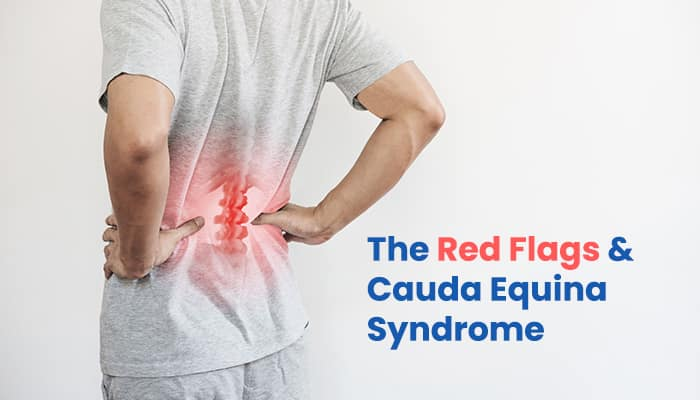 The Red Flags &
Cauda Equina
Syndrome